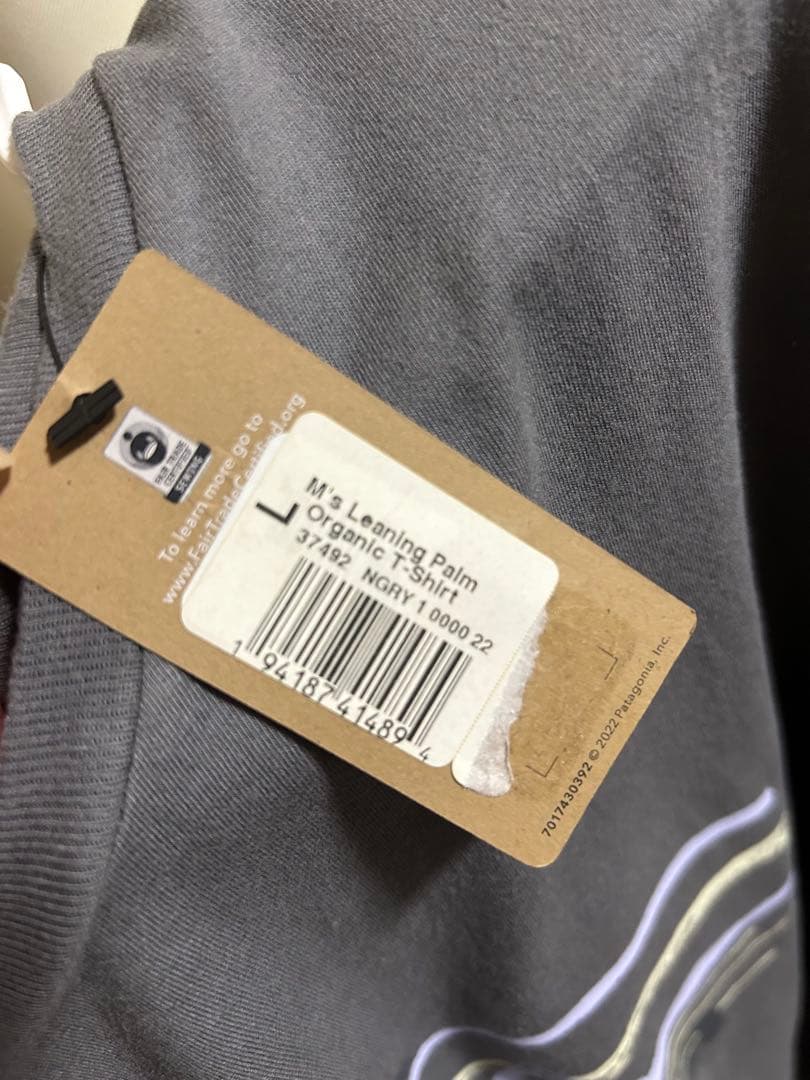 FAIR TRADE
CERTIFIED
SEWING
To learn more go to
www.FairTradeCertified.org
L
M's Leaning Palm
Organic T-Shirt
37492 NGRY 1 0000 22
1 94187 41489 4
7017430392 © 2022 Patagonia, Inc.